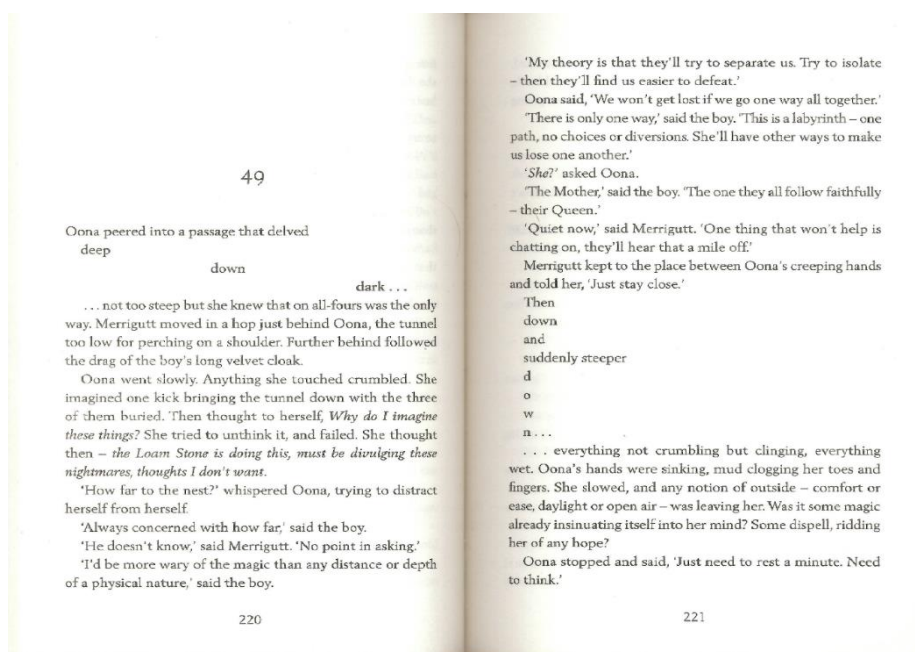 49
Oona peered into a passage that delved
deep
down
dark . . .
. . . not too steep but she knew that on all-fours was the only
way. Merrigutt moved in a hop just behind Oona, the tunnel
too low for perching on a shoulder. Further behind followed
the drag of the boy's long velvet cloak.
Oona went slowly. Anything she touched crumbled. She
imagined one kick bringing the tunnel down with the three
of them buried. Then thought to herself, Why do I imagine
these things? She tried to unthink it, and failed. She thought
then – the Loam Stone is doing this, must be divulging these
nightmares, thoughts I don't want.
‘How far to the nest?’ whispered Oona, trying to distract
herself from herself.
‘Always concerned with how far,’ said the boy.
‘He doesn't know,’ said Merrigutt. ‘No point in asking.’
‘I'd be more wary of the magic than any distance or depth
of a physical nature,’ said the boy.
220
‘My theory is that they'll try to separate us. Try to isolate
– then they'll find us easier to defeat.’
Oona said, ‘We won't get lost if we go one way all together.’
‘There is only one way,’ said the boy. ‘This is a labyrinth – one
path, no choices or diversions. She'll have other ways to make
us lose one another.’
‘She?’ asked Oona.
‘The Mother,’ said the boy. ‘The one they all follow faithfully
– their Queen.’
‘Quiet now,’ said Merrigutt. ‘One thing that won't help is
chatting on, they'll hear that a mile off.’
Merrigutt kept to the place between Oona's creeping hands
and told her, ‘Just stay close.’
Then
down
and
suddenly steeper
d
o
w
n . . .
. . . everything not crumbling but clinging, everything
wet. Oona's hands were sinking, mud clogging her toes and
fingers. She slowed, and any notion of outside – comfort or
ease, daylight or open air – was leaving her. Was it some magic
already insinuating itself into her mind? Some dispell, ridding
her of any hope?
Oona stopped and said, ‘Just need to rest a minute. Need
to think.’
221